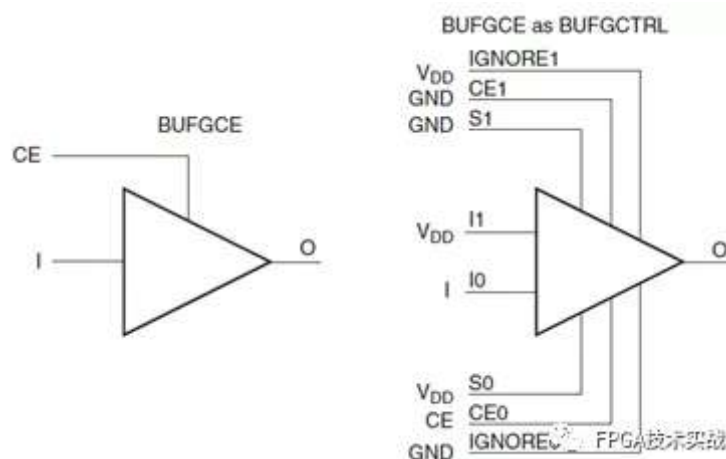 BUFGCE as BUFGCTRL
VDD IGNORE1
GND CE1
GND S1
BUFGCE
CE
VDD I1
I O
I I0
O
VDD S0
CE CE0
GND IGNORE0
FPGA技术实战